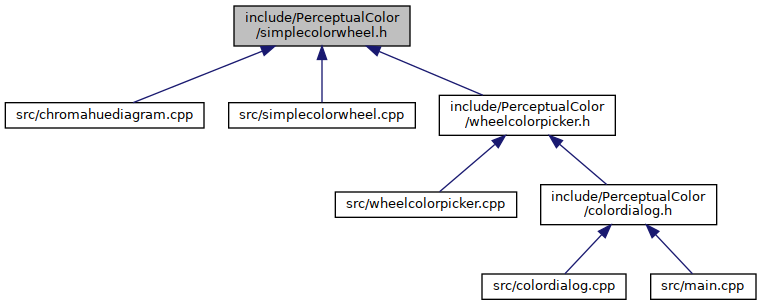 include/PerceptualColor
/simplecolorwheel.h
src/chromahuediagram.cpp
src/simplecolorwheel.cpp
include/PerceptualColor
/wheelcolorpicker.h
src/wheelcolorpicker.cpp
include/PerceptualColor
/colordialog.h
src/colordialog.cpp
src/main.cpp